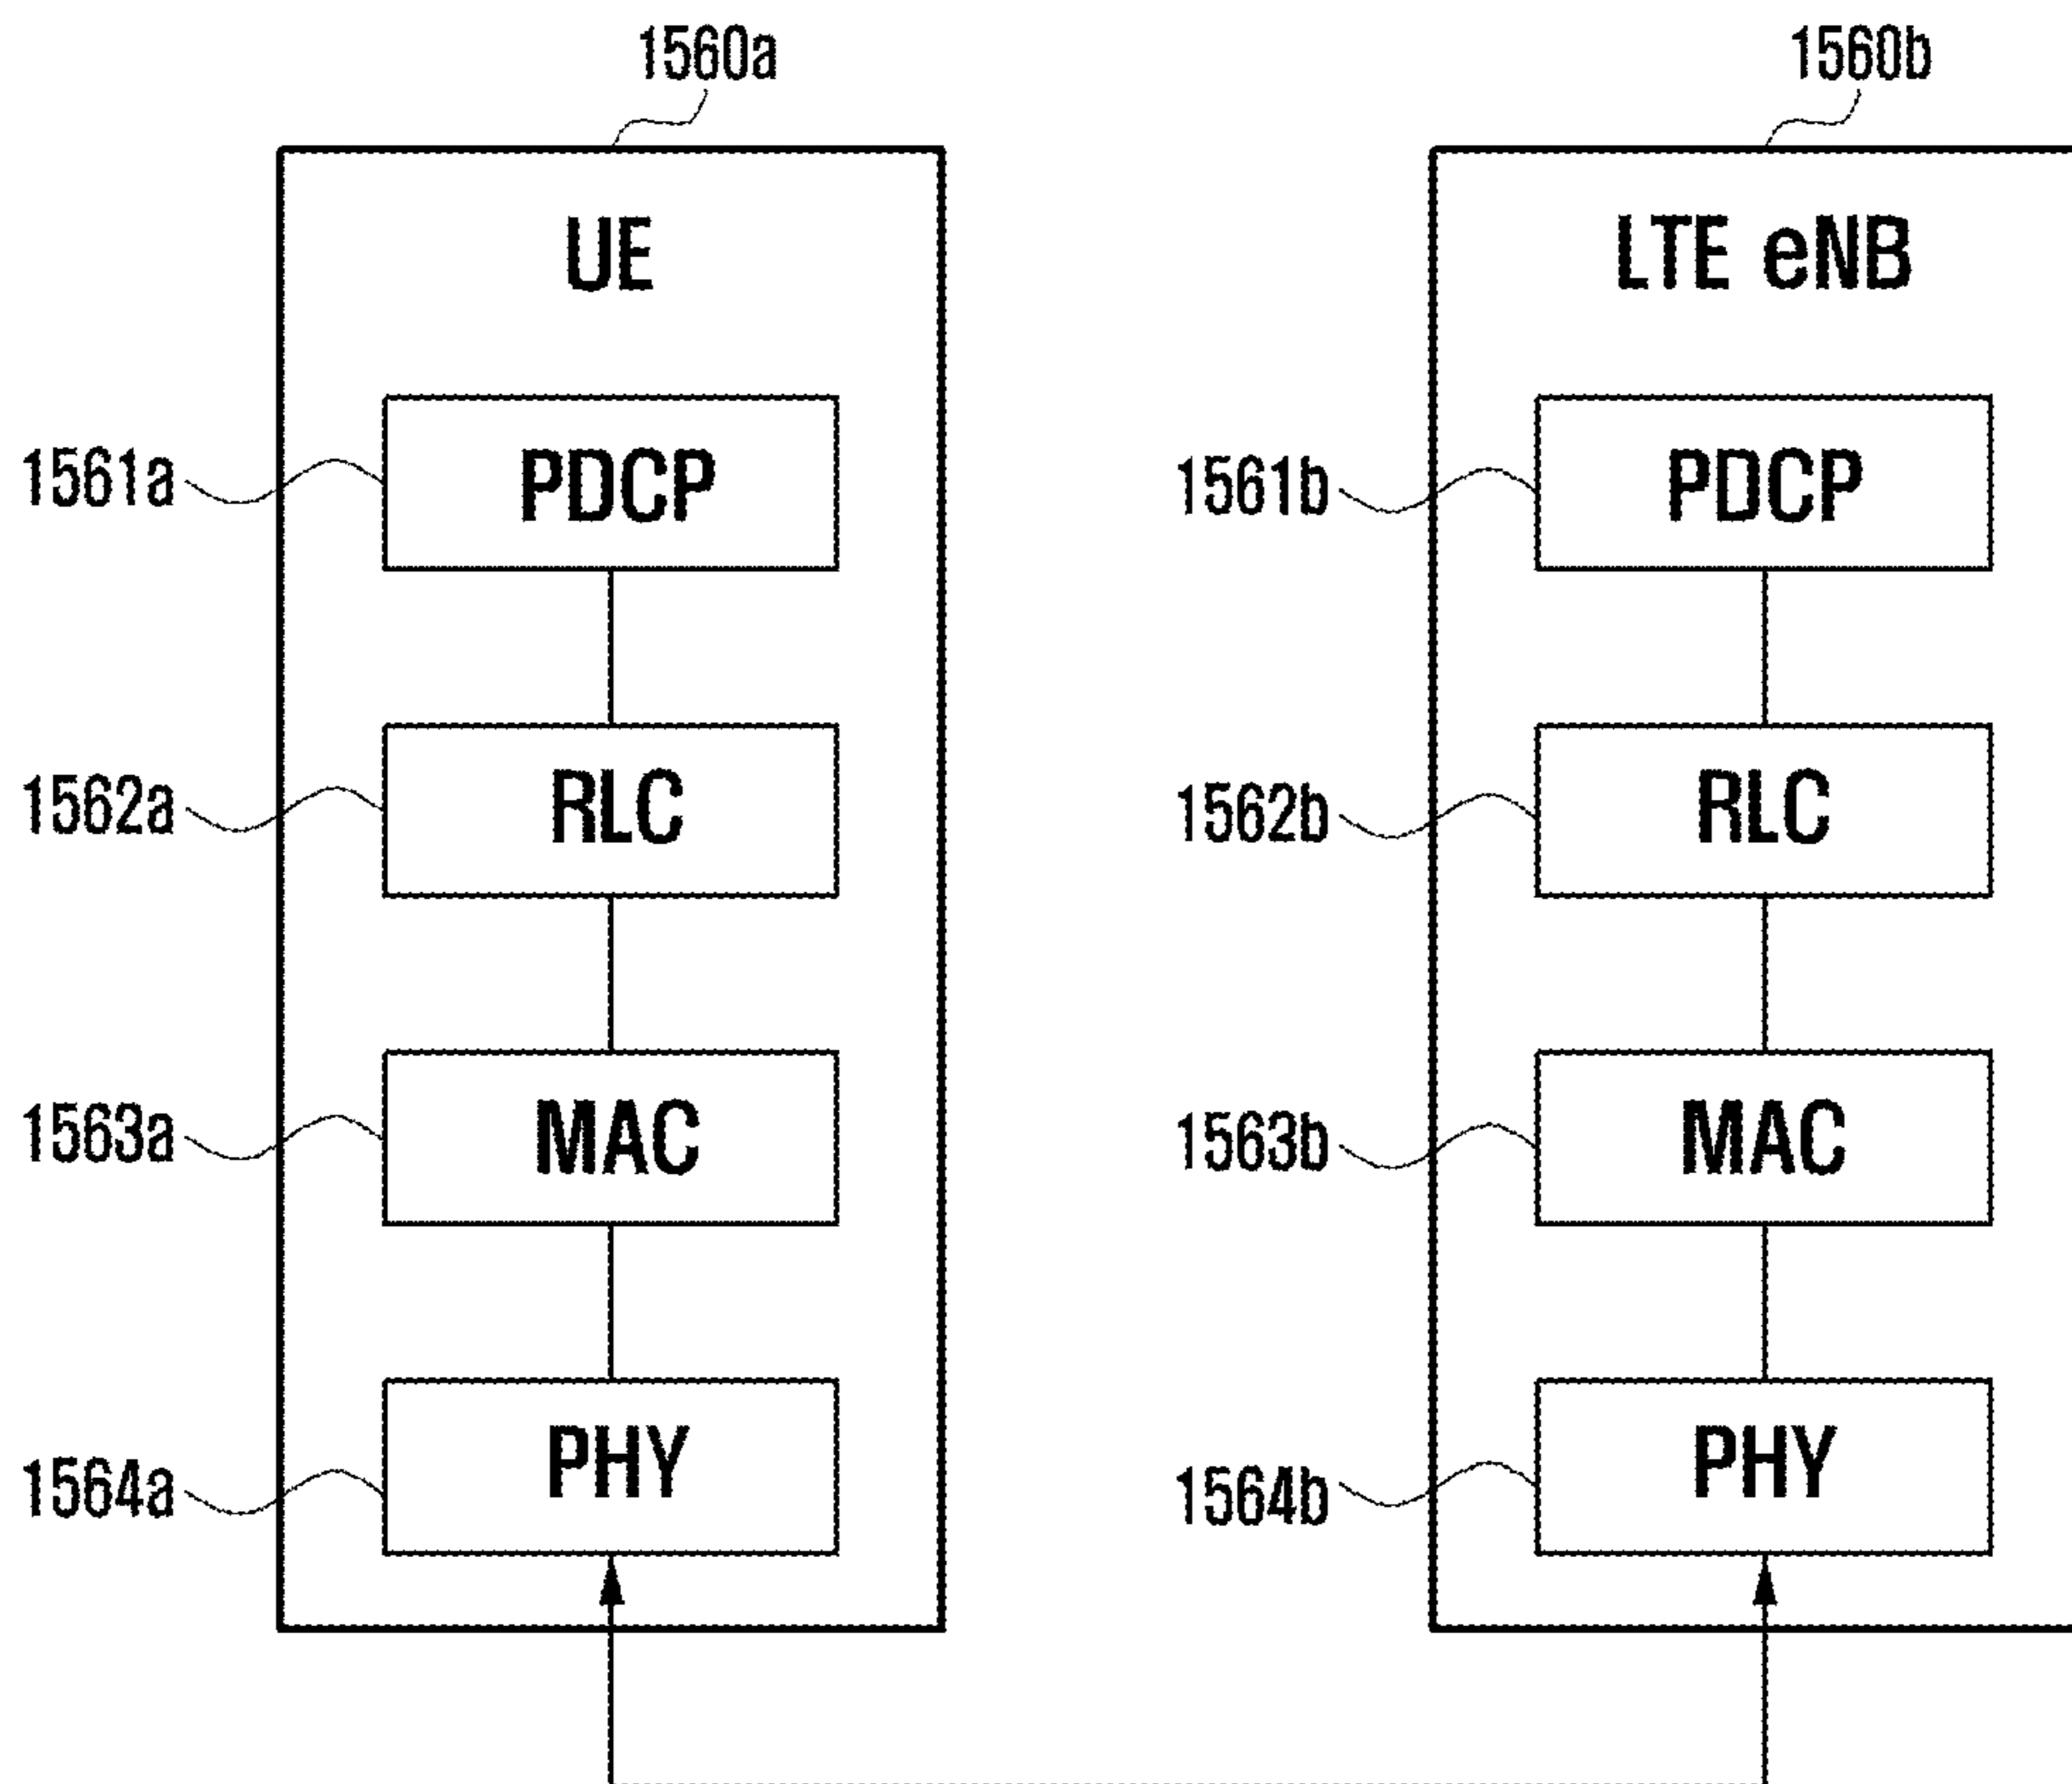 1560a
1560b
UE
LTE eNB
1561a
PDCP
1561b
PDCP
1562a
RLC
1562b
RLC
1563a
MAC
1563b
MAC
1564a
PHY
1564b
PHY